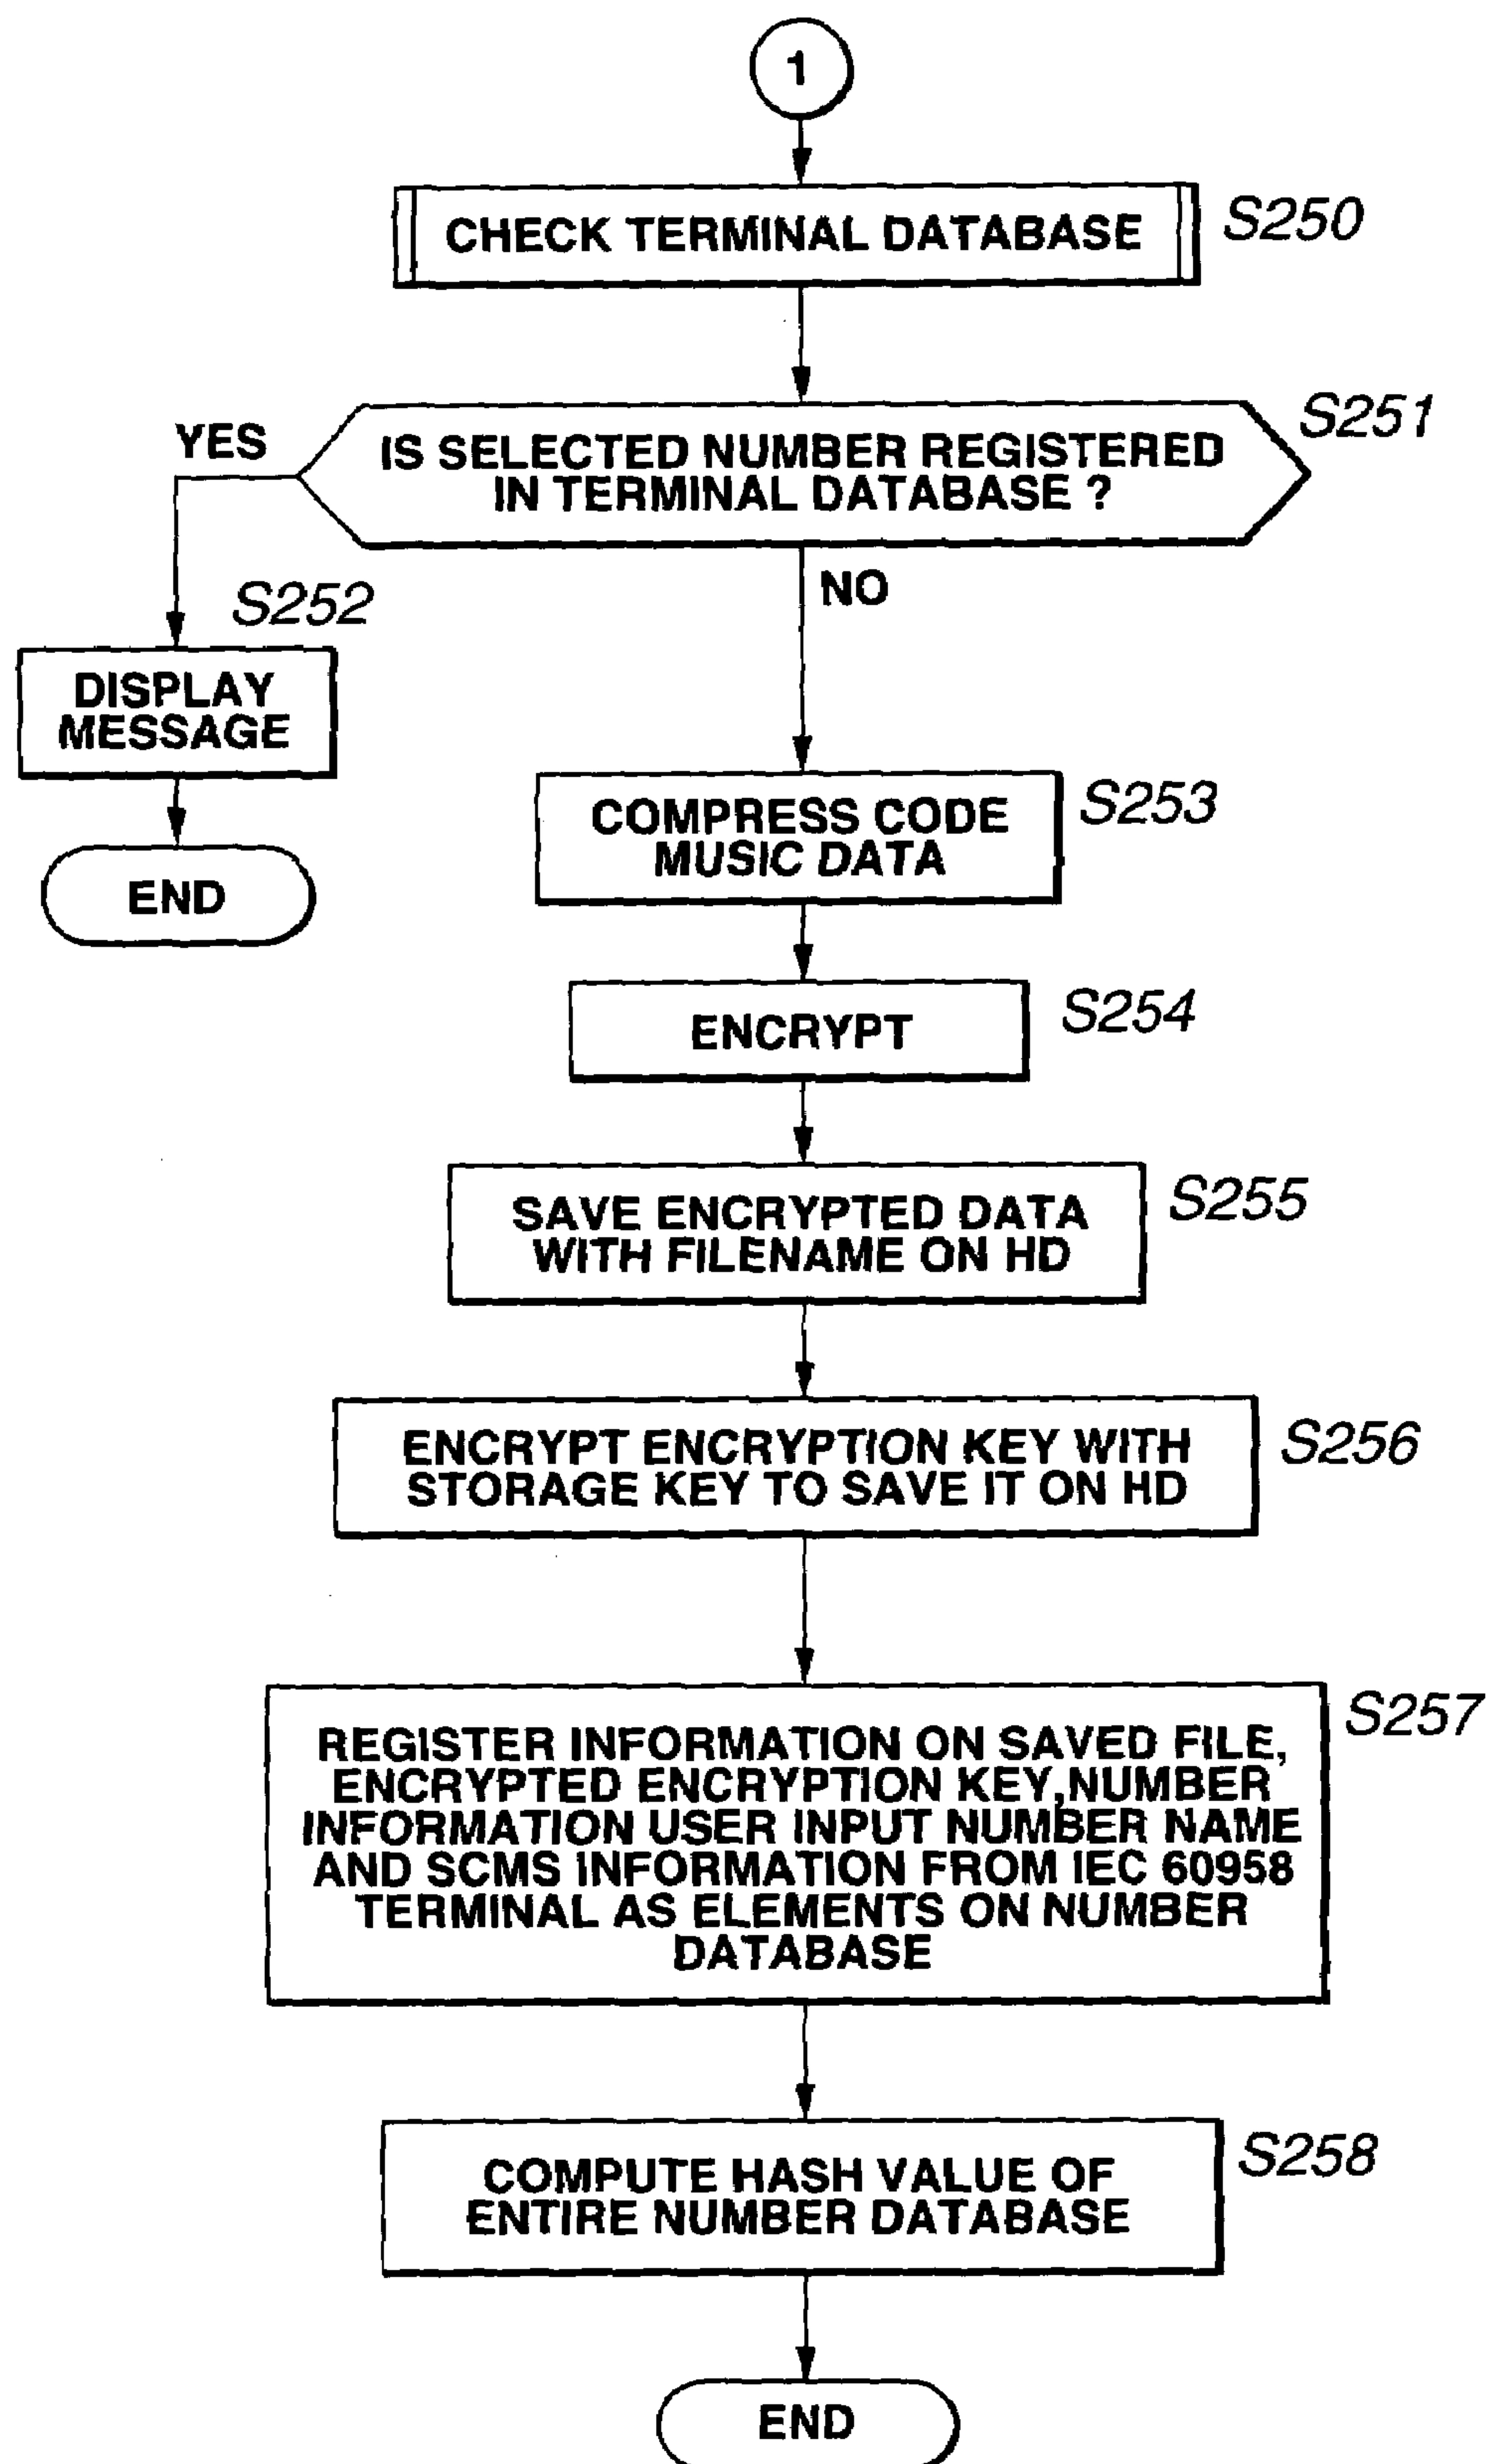 1
CHECK TERMINAL DATABASE
S250
S251
YES
IS SELECTED NUMBER REGISTERED
IN TERMINAL DATABASE ?
NO
S252
DISPLAY
MESSAGE
END
COMPRESS CODE
MUSIC DATA
S253
ENCRYPT
S254
SAVE ENCRYPTED DATA
WITH FILENAME ON HD
S255
ENCRYPT ENCRYPTION KEY WITH
STORAGE KEY TO SAVE IT ON HD
S256
S257
REGISTER INFORMATION ON SAVED FILE,
ENCRYPTED ENCRYPTION KEY,NUMBER
INFORMATION USER INPUT NUMBER NAME
AND SCMS INFORMATION FROM IEC 60958
TERMINAL AS ELEMENTS ON NUMBER
DATABASE
S258
COMPUTE HASH VALUE OF
ENTIRE NUMBER DATABASE
END